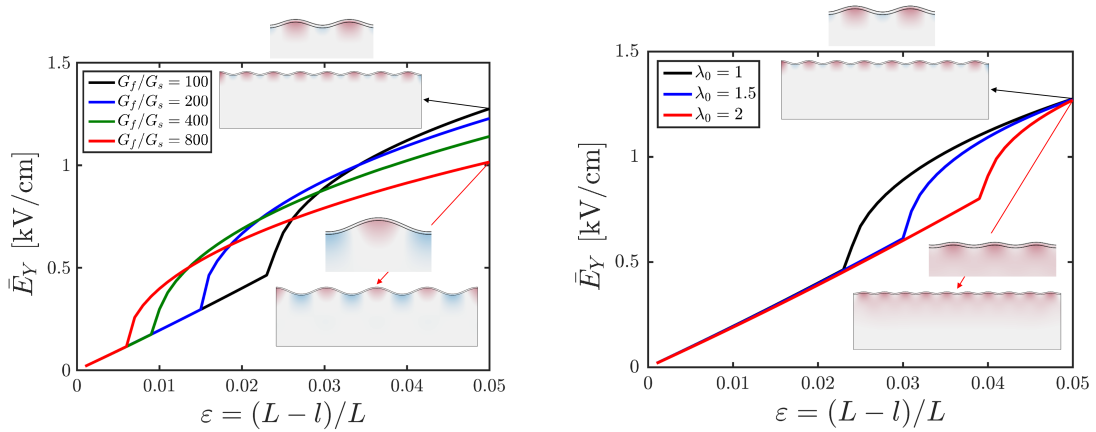 1.5
1
0.5
0
Ē_Y [kV/cm]
G_f/G_s = 100
G_f/G_s = 200
G_f/G_s = 400
G_f/G_s = 800
0.01 0.02 0.03 0.04 0.05
ε = (L − l)/L
1.5
1
0.5
0
Ē_Y [kV/cm]
λ_0 = 1
λ_0 = 1.5
λ_0 = 2
0 0.01 0.02 0.03 0.04 0.05
ε = (L − l)/L